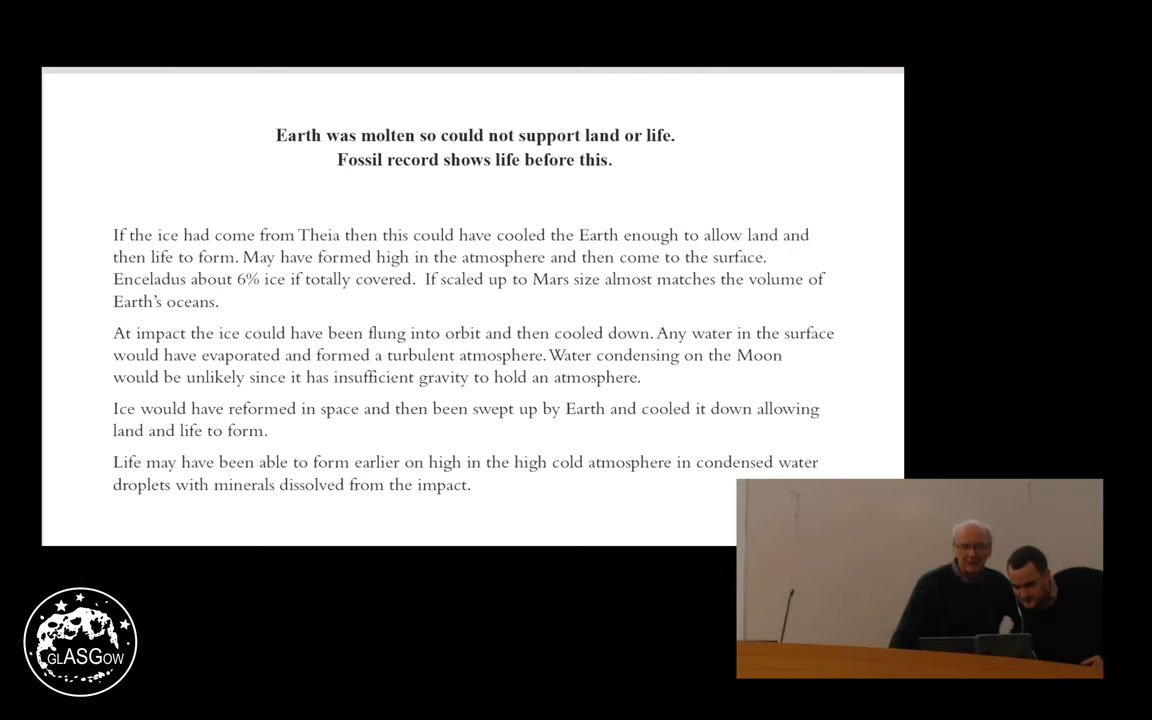 Earth was molten so could not support land or life.
Fossil record shows life before this.
If the ice had come from Theia then this could have cooled the Earth enough to allow land and
then life to form. May have formed high in the atmosphere and then come to the surface.
Enceladus about 6% ice if totally covered.  If scaled up to Mars size almost matches the volume of
Earth’s oceans.
At impact the ice could have been flung into orbit and then cooled down. Any water in the surface
would have evaporated and formed a turbulent atmosphere. Water condensing on the Moon
would be unlikely since it has insufficient gravity to hold an atmosphere.
Ice would have reformed in space and then been swept up by Earth and cooled it down allowing
land and life to form.
Life may have been able to form earlier on high in the high cold atmosphere in condensed water
droplets with minerals dissolved from the impact.
GLASGOW